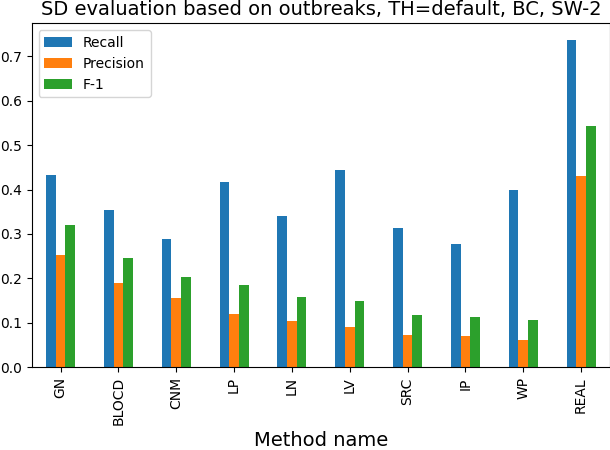 SD evaluation based on outbreaks, TH=default, BC, SW-2
Recall
Precision
F-1
0.7
0.6
0.5
0.4
0.3
0.2
0.1
0.0
GN
BLOCD
CNM
LP
LN
LV
SRC
IP
WP
REAL
Method name